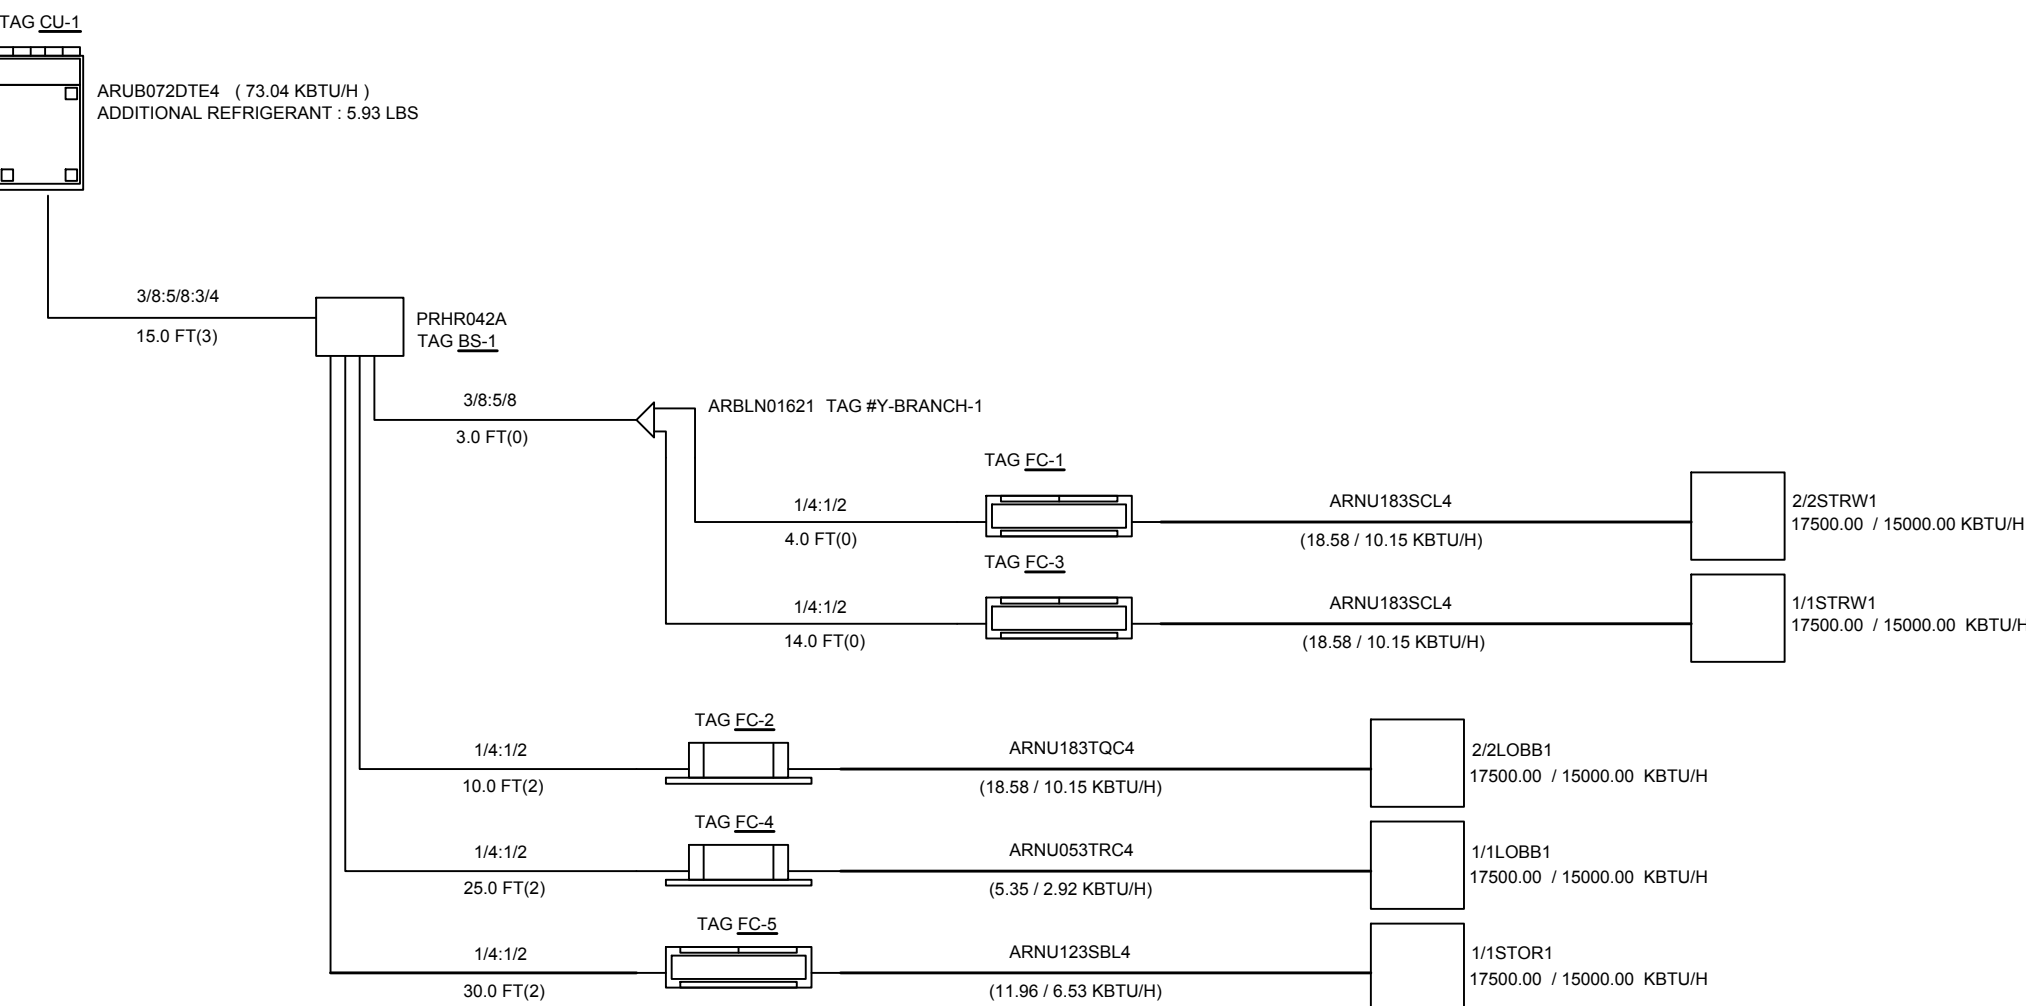 TAG CU-1
ARUB072DTE4 ( 73.04 KBTU/H )
ADDITIONAL REFRIGERANT : 5.93 LBS
3/8:5/8:3/4
15.0 FT(3)
PRHR042A
TAG BS-1
3/8:5/8
3.0 FT(0)
ARBLN01621 TAG #Y-BRANCH-1
TAG FC-1
1/4:1/2
4.0 FT(0)
ARNU183SCL4
(18.58 / 10.15 KBTU/H)
2/2STRW1
17500.00 / 15000.00 KBTU/H
TAG FC-3
1/4:1/2
14.0 FT(0)
ARNU183SCL4
(18.58 / 10.15 KBTU/H)
1/1STRW1
17500.00 / 15000.00 KBTU/H
TAG FC-2
1/4:1/2
10.0 FT(2)
ARNU183TQC4
(18.58 / 10.15 KBTU/H)
2/2LOBB1
17500.00 / 15000.00 KBTU/H
TAG FC-4
1/4:1/2
25.0 FT(2)
ARNU053TRC4
(5.35 / 2.92 KBTU/H)
1/1LOBB1
17500.00 / 15000.00 KBTU/H
TAG FC-5
1/4:1/2
30.0 FT(2)
ARNU123SBL4
(11.96 / 6.53 KBTU/H)
1/1STOR1
17500.00 / 15000.00 KBTU/H